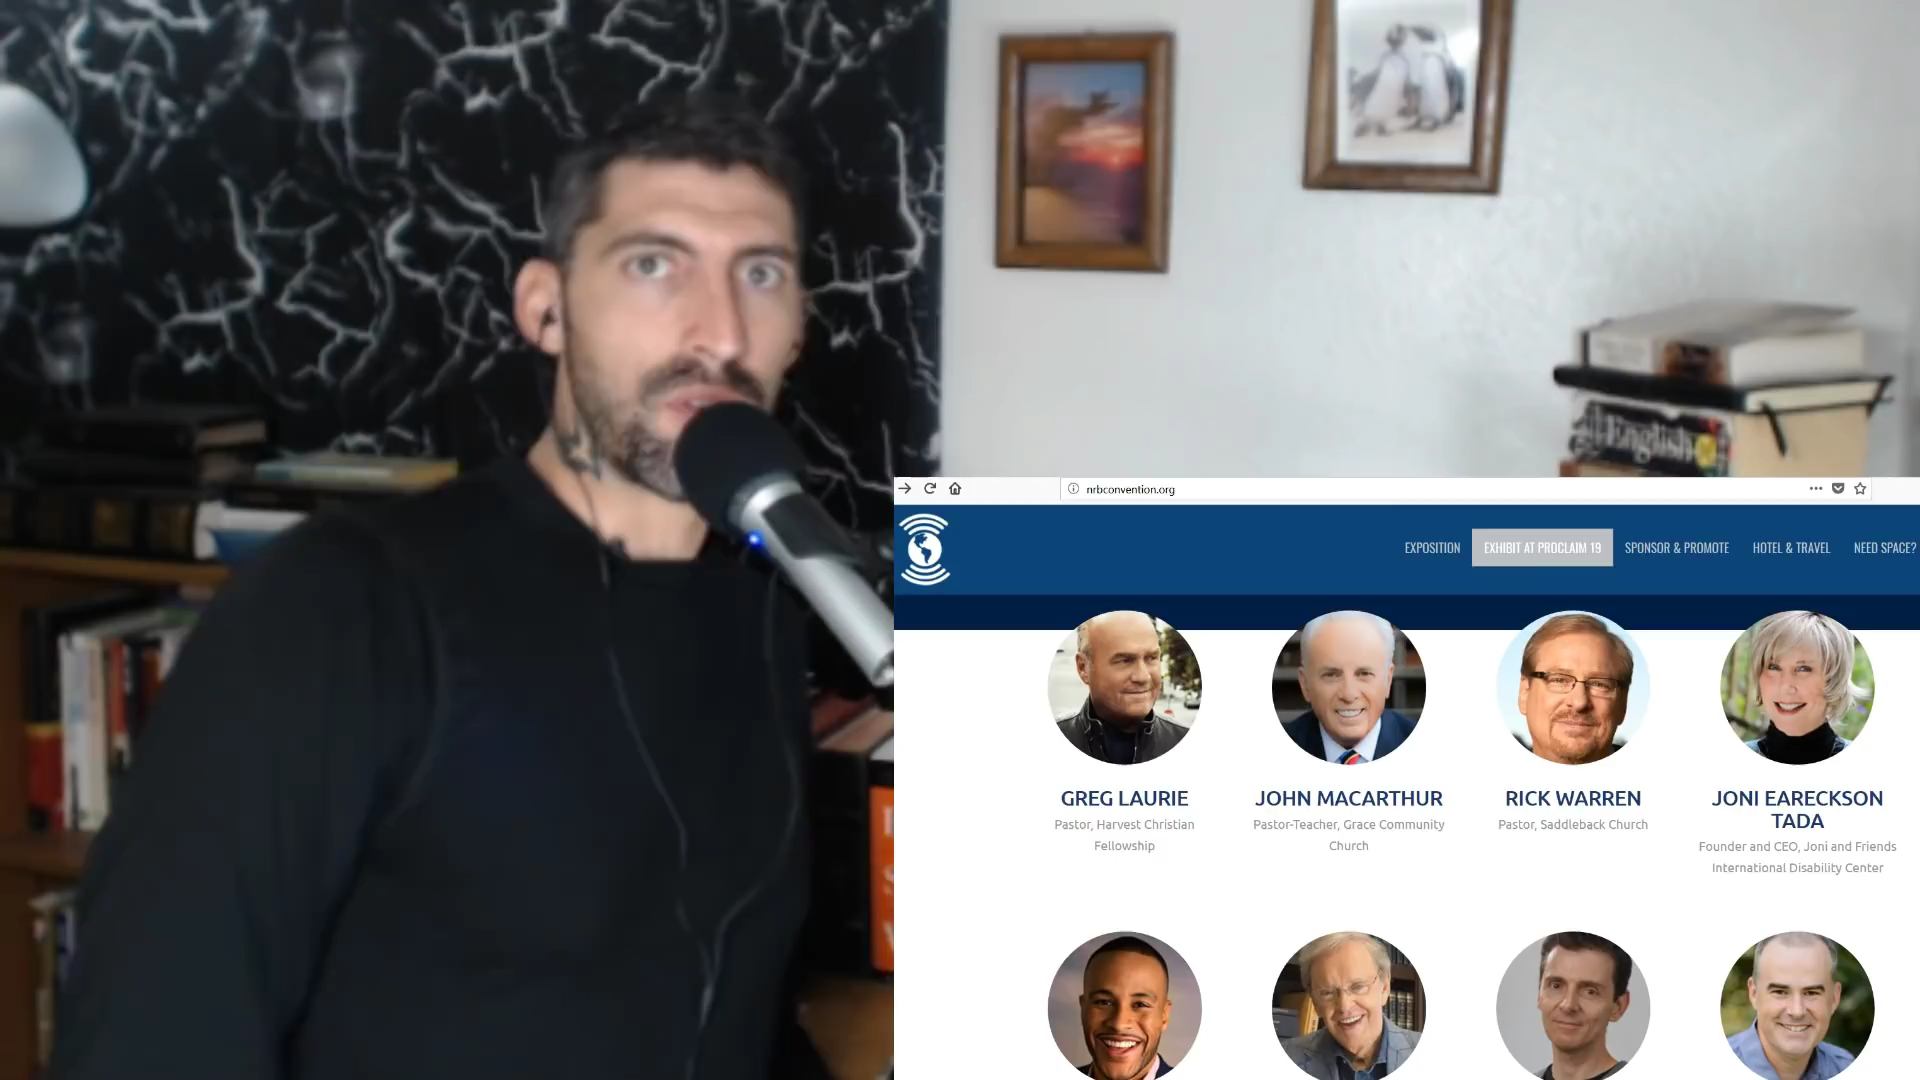 English
nrbconvention.org
EXPOSITION EXHIBIT AT PROCLAIM 19 SPONSOR & PROMOTE HOTEL & TRAVEL NEED SPACE?
GREG LAURIE
Pastor, Harvest Christian
Fellowship
JOHN MACARTHUR
Pastor-Teacher, Grace Community
Church
RICK WARREN
Pastor, Saddleback Church
JONI EARECKSON
TADA
Founder and CEO, Joni and Friends
International Disability Center